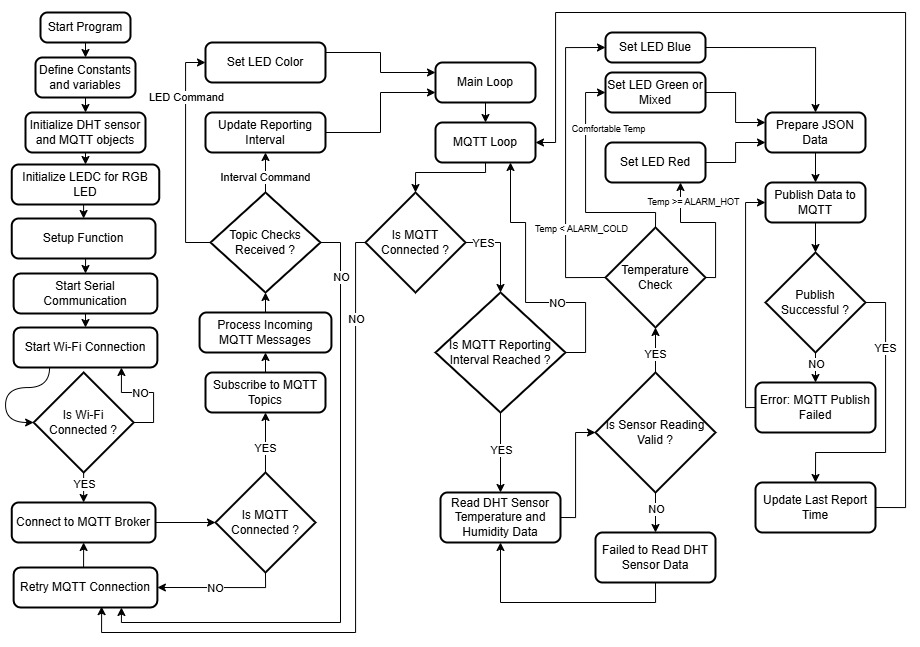 Start Program
Define Constants
and variables
Initialize DHT sensor
and MQTT objects
Initialize LEDC for RGB
LED
Setup Function
Start Serial
Communication
Start Wi-Fi Connection
NO
Is Wi-Fi
Connected ?
YES
Connect to MQTT Broker
Retry MQTT Connection
NO
Is MQTT
Connected ?
YES
Subscribe to MQTT
Topics
Process Incoming
MQTT Messages
Topic Checks
Received ?
NO
Interval Command
Update Reporting
Interval
LED Command
Set LED Color
Main Loop
MQTT Loop
Is MQTT
Connected ?
NO
YES
Is MQTT Reporting
Interval Reached ?
NO
YES
Read DHT Sensor
Temperature and
Humidity Data
Is Sensor Reading
Valid ?
NO
Failed to Read DHT
Sensor Data
YES
Temperature
Check
Temp < ALARM_COLD
Comfortable Temp
Temp >= ALARM_HOT
Set LED Blue
Set LED Green or
Mixed
Set LED Red
Prepare JSON
Data
Publish Data to
MQTT
Publish
Successful ?
NO
YES
Error: MQTT Publish
Failed
Update Last Report
Time